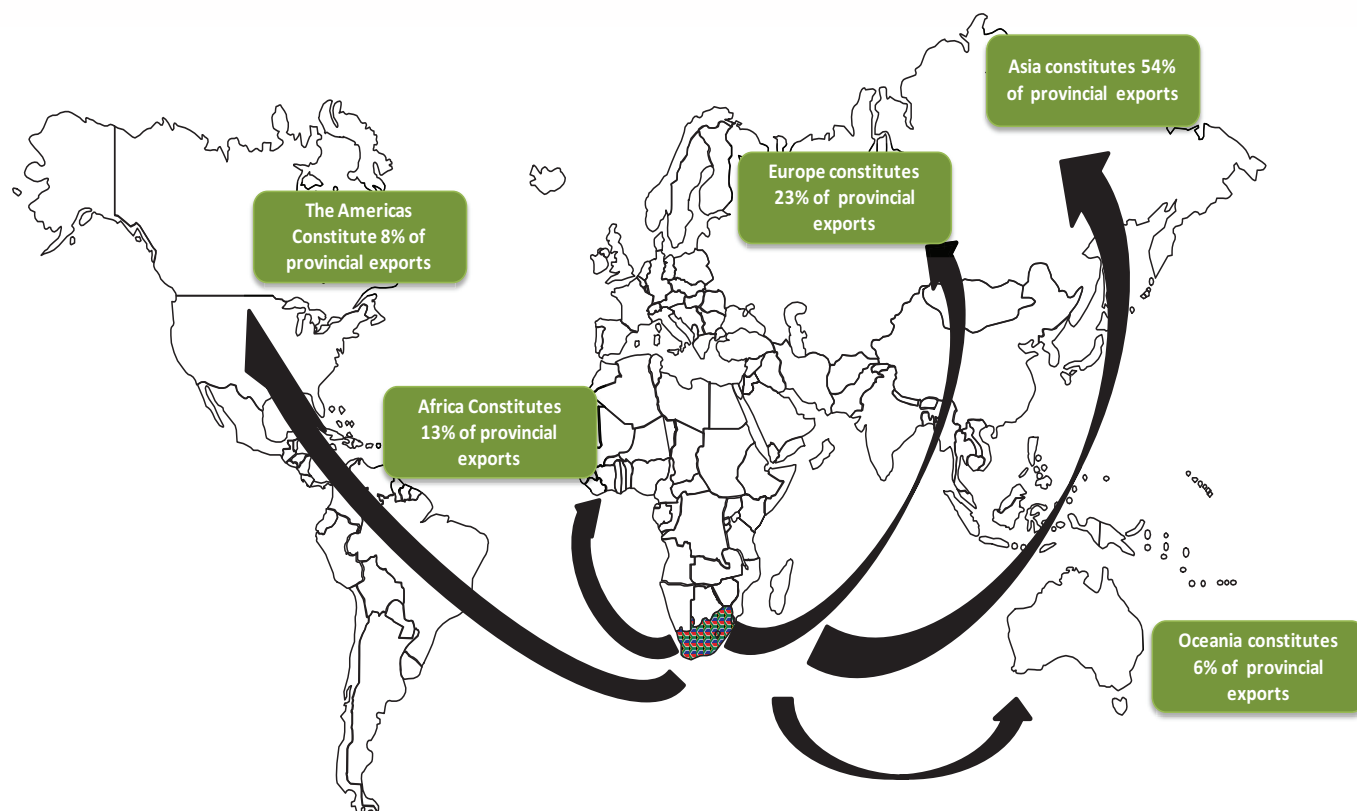 Asia constitutes 54%
of provincial exports
Europe constitutes
23% of provincial
exports
The Americas
Constitute 8% of
provincial exports
Africa Constitutes
13% of provincial
exports
Oceania constitutes
6% of provincial
exports